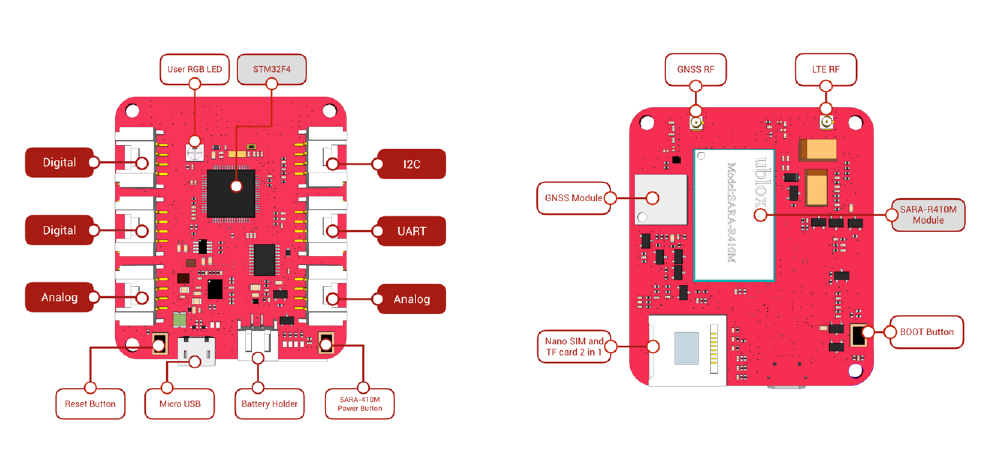 User RGB LED
STM32F4
Digital
I2C
Digital
UART
Analog
Analog
Reset Button
Micro USB
Battery Holder
SARA-410M
Power Button
GNSS RF
LTE RF
GNSS Module
ublox
Model:SARA-R410M
SARA-R410M
Module
Nano SIM and
TF card 2 in 1
BOOT Button